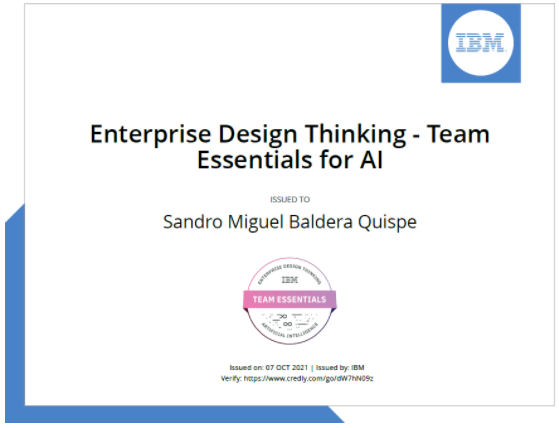 IBM
Enterprise Design Thinking - Team
Essentials for AI
ISSUED TO
Sandro Miguel Baldera Quispe
ENTERPRISE DESIGN THINKING
IBM
TEAM ESSENTIALS
ARTIFICIAL INTELLIGENCE
Issued on: 07 OCT 2021 | Issued by: IBM
Verify: https://www.credly.com/go/dW7hN09z